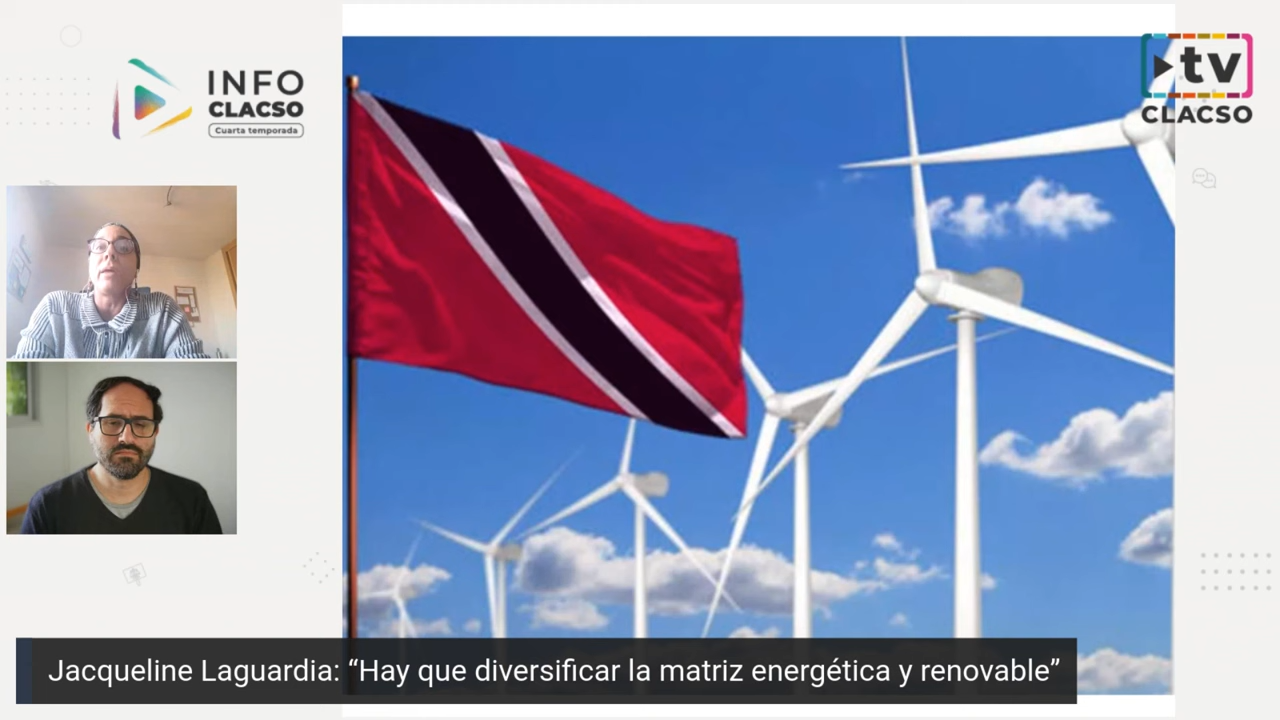 INFO
CLACSO
Cuarta temporada
tv
CLACSO
Jacqueline Laguardia: “Hay que diversificar la matriz energética y renovable”